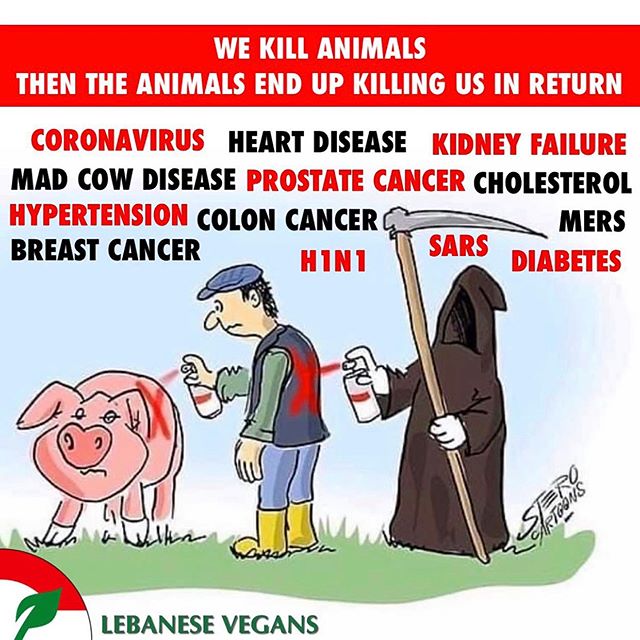 WE KILL ANIMALS
THEN THE ANIMALS END UP KILLING US IN RETURN
CORONAVIRUS HEART DISEASE KIDNEY FAILURE
MAD COW DISEASE PROSTATE CANCER CHOLESTEROL
HYPERTENSION COLON CANCER MERS
BREAST CANCER H1N1 SARS DIABETES
STERO
CARTOONS
LEBANESE VEGANS